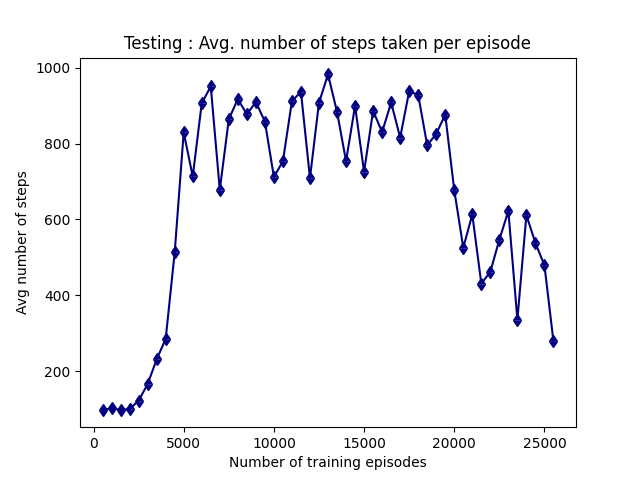 Testing : Avg. number of steps taken per episode
1000
800
600
400
200
Avg number of steps
0 5000 10000 15000 20000 25000
Number of training episodes